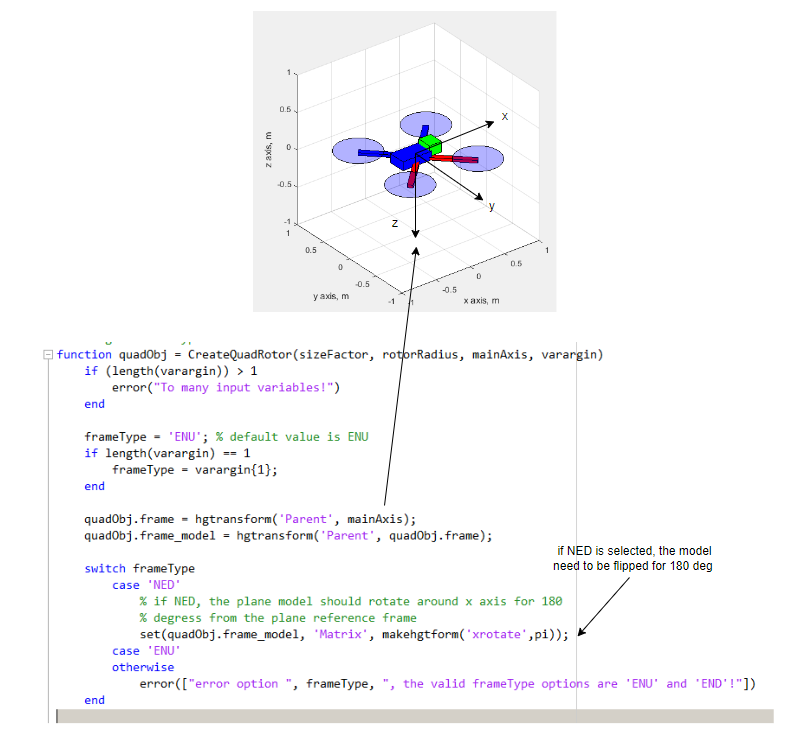 1
0.5
0
-0.5
-1
z axis, m
1
0.5
0
-0.5
-1
y axis, m
-1
-0.5
0
0.5
1
x axis, m
x
y
z
function quadObj = CreateQuadRotor(sizeFactor, rotorRadius, mainAxis, varargin)
if (length(varargin)) > 1
error("To many input variables!")
end
frameType = 'ENU'; % default value is ENU
if length(varargin) == 1
frameType = varargin{1};
end
quadObj.frame = hgtransform('Parent', mainAxis);
quadObj.frame_model = hgtransform('Parent', quadObj.frame);
if NED is selected, the model
need to be flipped for 180 deg
switch frameType
case 'NED'
% if NED, the plane model should rotate around x axis for 180
% degress from the plane reference frame
set(quadObj.frame_model, 'Matrix', makehgtform('xrotate',pi));
case 'ENU'
otherwise
error(["error option ", frameType, ", the valid frameType options are 'ENU' and 'END'!"])
end